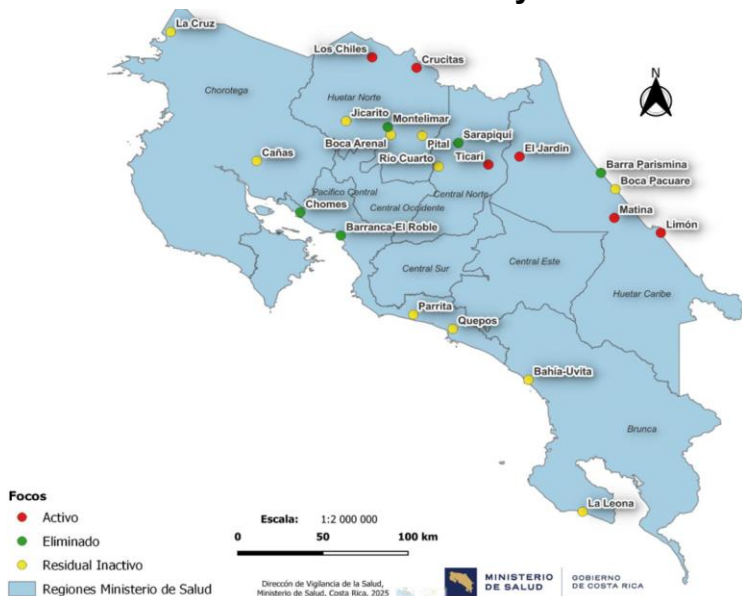 La Cruz
Los Chiles
Crucitas
N
Chorotega
Huetar Norte
Jicarito
Montelimar
Boca Arenal
Pital
Sarapiquí
Cañas
Río Cuarto
Ticari
El Jardín
Barra Parismina
Boca Pacuare
Pacífico Central
Central Norte
Chomes
Central Occidente
Matina
Limón
Barranca-El Roble
Central Sur
Central Este
Huetar Caribe
Parrita
Quepos
Bahía-Uvita
Brunca
La Leona
Focos
Activo
Eliminado
Residual Inactivo
Regiones Ministerio de Salud
Escala: 1:2 000 000
0 50 100 km
Direccón de Vigilancia de la Salud,
Ministerio de Salud, Costa Rica, 2025
MINISTERIO
DE SALUD
GOBIERNO
DE COSTA RICA